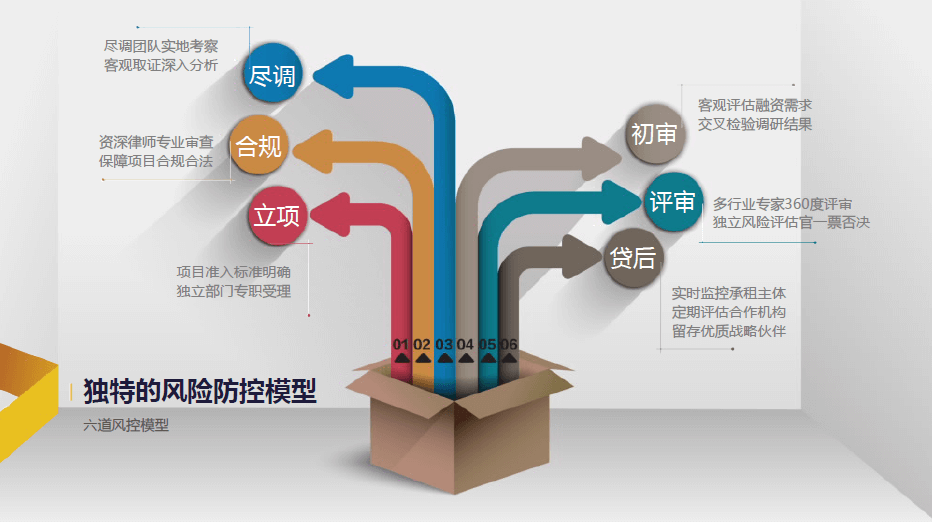 尽调团队实地考察
客观取证深入分析
尽调
资深律师专业审查
保障项目合规合法
合规
立项
项目准入标准明确
独立部门专职受理
初审
客观评估融资需求
交叉检验调研结果
评审
多行业专家360度评审
独立风险评估官一票否决
贷后
实时监控承租主体
定期评估合作机构
留存优质战略伙伴
01 02 03 04 05 06
独特的风险防控模型
六道风控模型